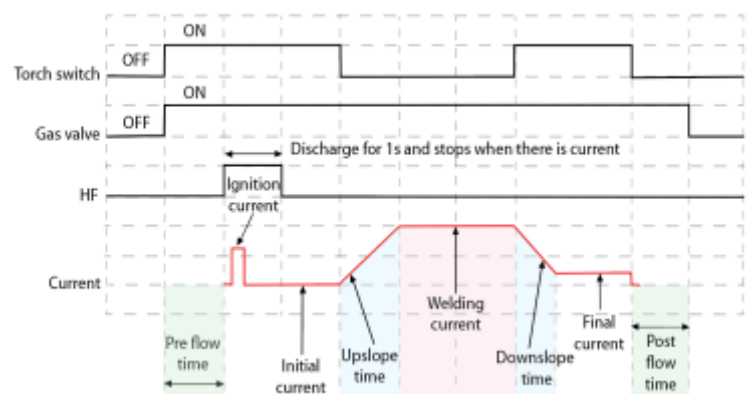 ON
OFF
Torch switch
ON
OFF
Gas valve
Discharge for 1s and stops when there is current
HF
Ignition
current
Current
Welding
current
Pre flow
time
Initial
current
Upslope
time
Downslope
time
Final
current
Post
flow
time